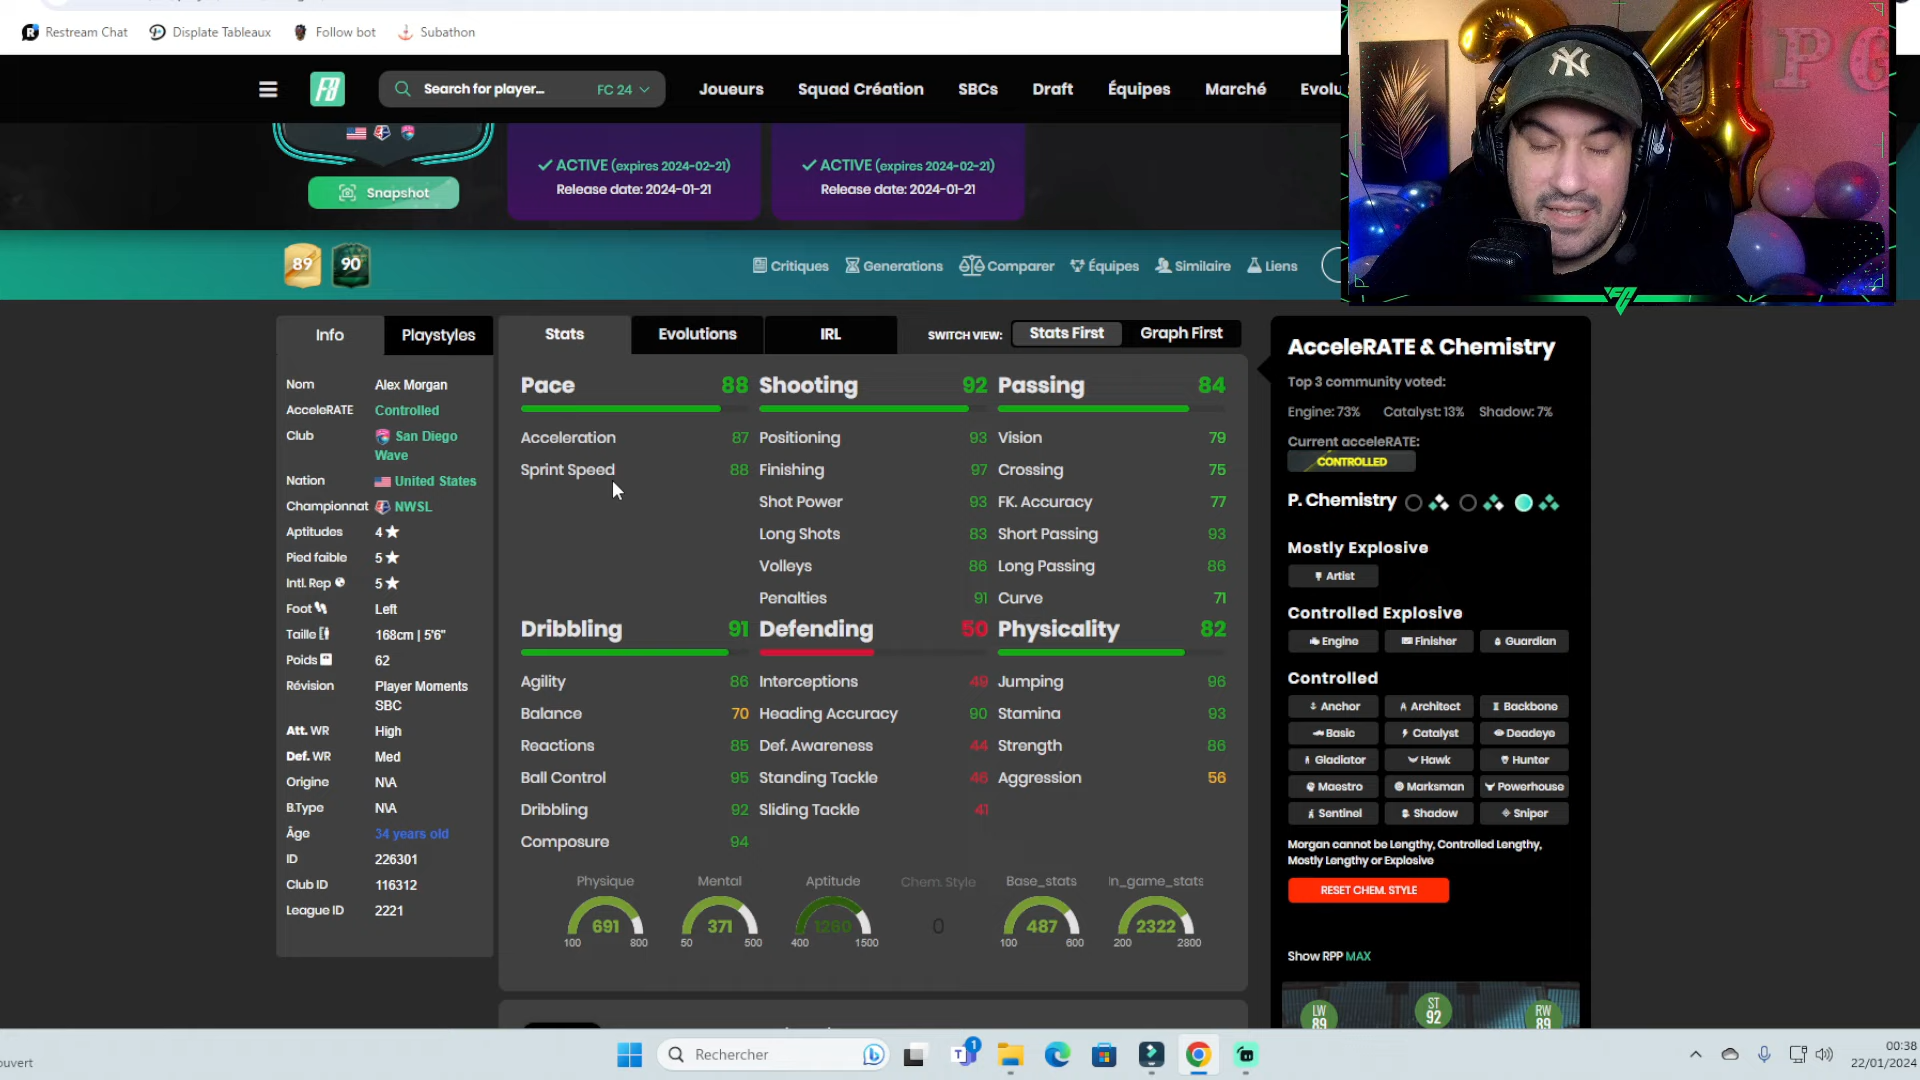 Restream Chat Displate Tableaux Follow bot Subathon
Search for player... FC 24 Joueurs Squad Création SBCs Draft Équipes Marché Evolu
ACTIVE (expires 2024-02-21) ACTIVE (expires 2024-02-21)
Release date: 2024-01-21 Release date: 2024-01-21
Snapshot
89 90 Critiques Generations Comparer Équipes Similaire Liens
Info Playstyles Stats Evolutions IRL SWITCH VIEW: Stats First Graph First
Nom Alex Morgan
AcceleRATE Controlled
Club San Diego
Wave
Nation United States
Championnat NWSL
Aptitudes 4
Pied faible 5
Intl. Rep 5
Foot Left
Taille 168cm | 5'6"
Poids 62
Révision Player Moments
SBC
Att. WR High
Def. WR Med
Origine N\A
B.Type N\A
Âge 34 years old
ID 226301
Club ID 116312
League ID 2221
Pace 88 Shooting 92 Passing 84
Acceleration 87 Positioning 93 Vision 79
Sprint Speed 88 Finishing 97 Crossing 75
Shot Power 93 FK. Accuracy 77
Long Shots 83 Short Passing 93
Volleys 86 Long Passing 86
Penalties 91 Curve 71
Dribbling 91 Defending 50 Physicality 82
Agility 86 Interceptions 49 Jumping 96
Balance 70 Heading Accuracy 90 Stamina 93
Reactions 85 Def. Awareness 44 Strength 86
Ball Control 95 Standing Tackle 46 Aggression 56
Dribbling 92 Sliding Tackle 41
Composure 94
Physique Mental Aptitude Chem. Style Base_stats In_game_stats
691 371 1260 0 487 2322
100 800 50 500 400 1500 100 600 200 2800
AcceleRATE & Chemistry
Top 3 community voted:
Engine: 73% Catalyst: 13% Shadow: 7%
Current acceleRATE:
CONTROLLED
P. Chemistry
Mostly Explosive
Artist
Controlled Explosive
Engine Finisher Guardian
Controlled
Anchor Architect Backbone
Basic Catalyst Deadeye
Gladiator Hawk Hunter
Maestro Marksman Powerhouse
Sentinel Shadow Sniper
Morgan cannot be Lengthy, Controlled Lengthy,
Mostly Lengthy or Explosive
RESET CHEM. STYLE
Show RPP MAX
LW ST RW
89 92 89
NY
PG
Rechercher
1
00:38
22/01/2024
ouvert